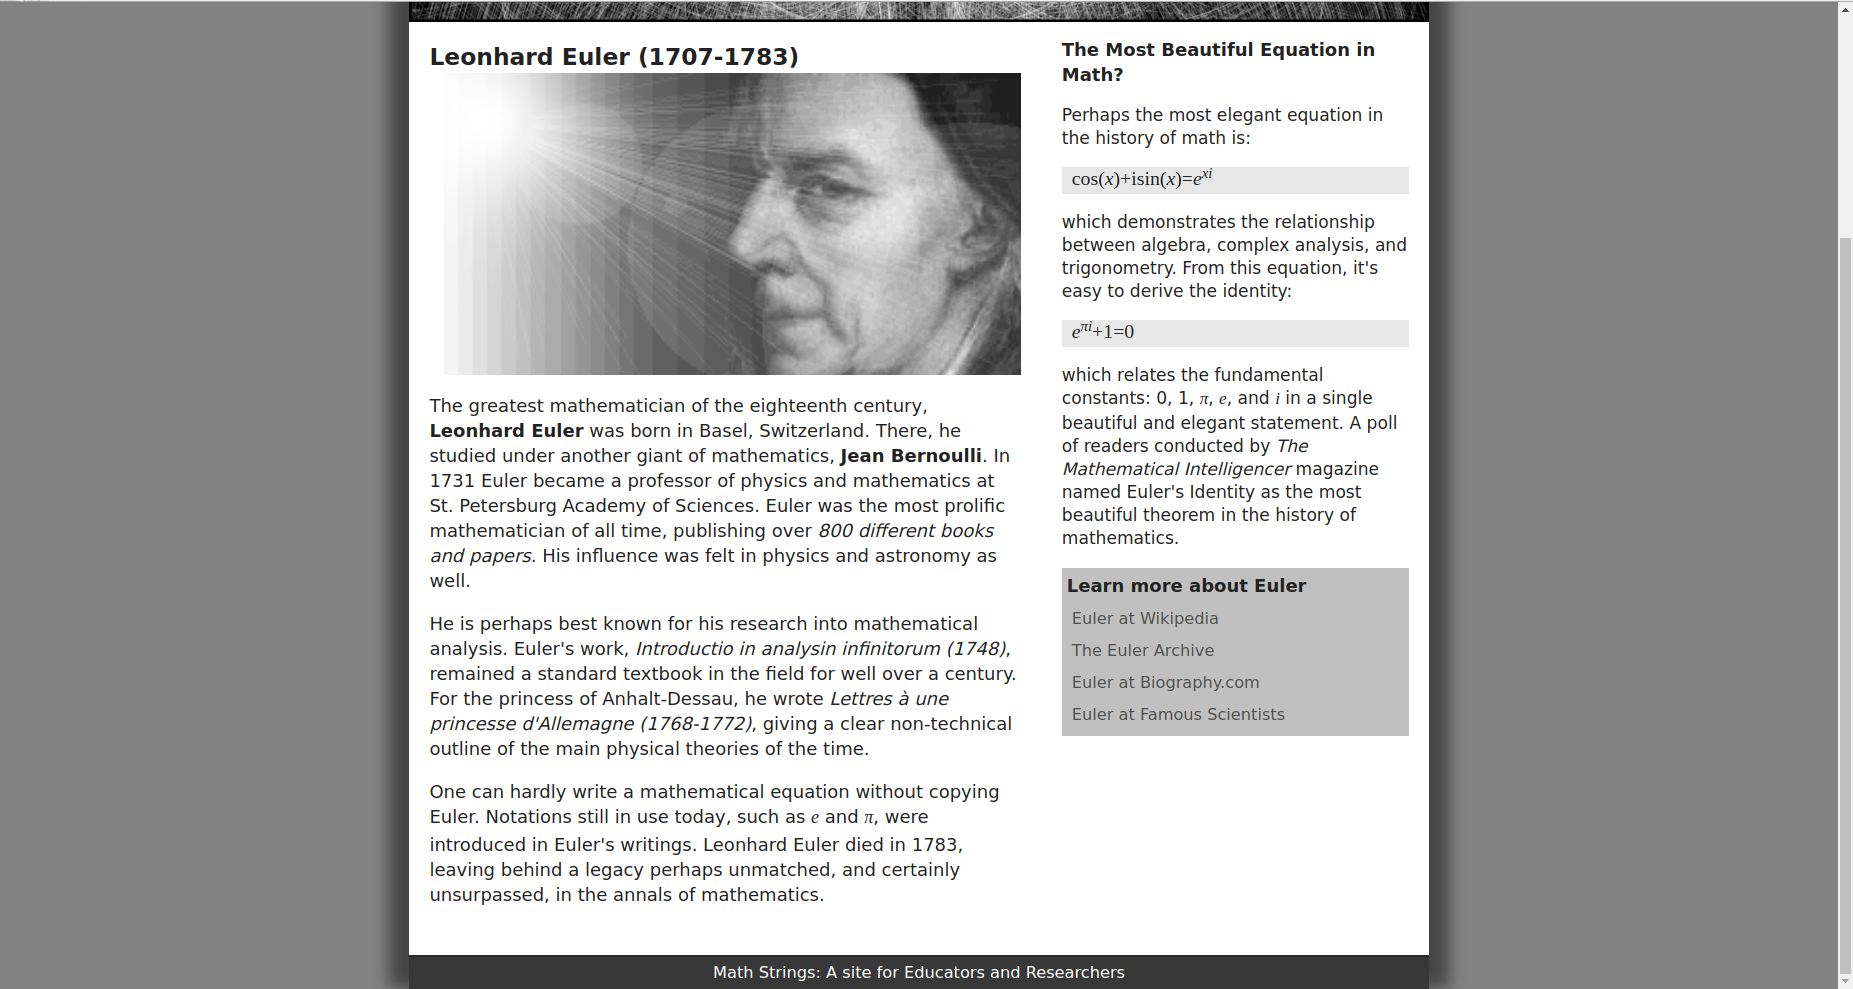 Leonhard Euler (1707-1783)
The greatest mathematician of the eighteenth century,
Leonhard Euler was born in Basel, Switzerland. There, he
studied under another giant of mathematics, Jean Bernoulli. In
1731 Euler became a professor of physics and mathematics at
St. Petersburg Academy of Sciences. Euler was the most prolific
mathematician of all time, publishing over 800 different books
and papers. His influence was felt in physics and astronomy as
well.
He is perhaps best known for his research into mathematical
analysis. Euler's work, Introductio in analysin infinitorum (1748),
remained a standard textbook in the field for well over a century.
For the princess of Anhalt-Dessau, he wrote Lettres à une
princesse d'Allemagne (1768-1772), giving a clear non-technical
outline of the main physical theories of the time.
One can hardly write a mathematical equation without copying
Euler. Notations still in use today, such as e and π, were
introduced in Euler's writings. Leonhard Euler died in 1783,
leaving behind a legacy perhaps unmatched, and certainly
unsurpassed, in the annals of mathematics.
The Most Beautiful Equation in
Math?
Perhaps the most elegant equation in
the history of math is:
cos(x)+isin(x)=e^xi
which demonstrates the relationship
between algebra, complex analysis, and
trigonometry. From this equation, it's
easy to derive the identity:
e^πi+1=0
which relates the fundamental
constants: 0, 1, π, e, and i in a single
beautiful and elegant statement. A poll
of readers conducted by The
Mathematical Intelligencer magazine
named Euler's Identity as the most
beautiful theorem in the history of
mathematics.
Learn more about Euler
Euler at Wikipedia
The Euler Archive
Euler at Biography.com
Euler at Famous Scientists
Math Strings: A site for Educators and Researchers